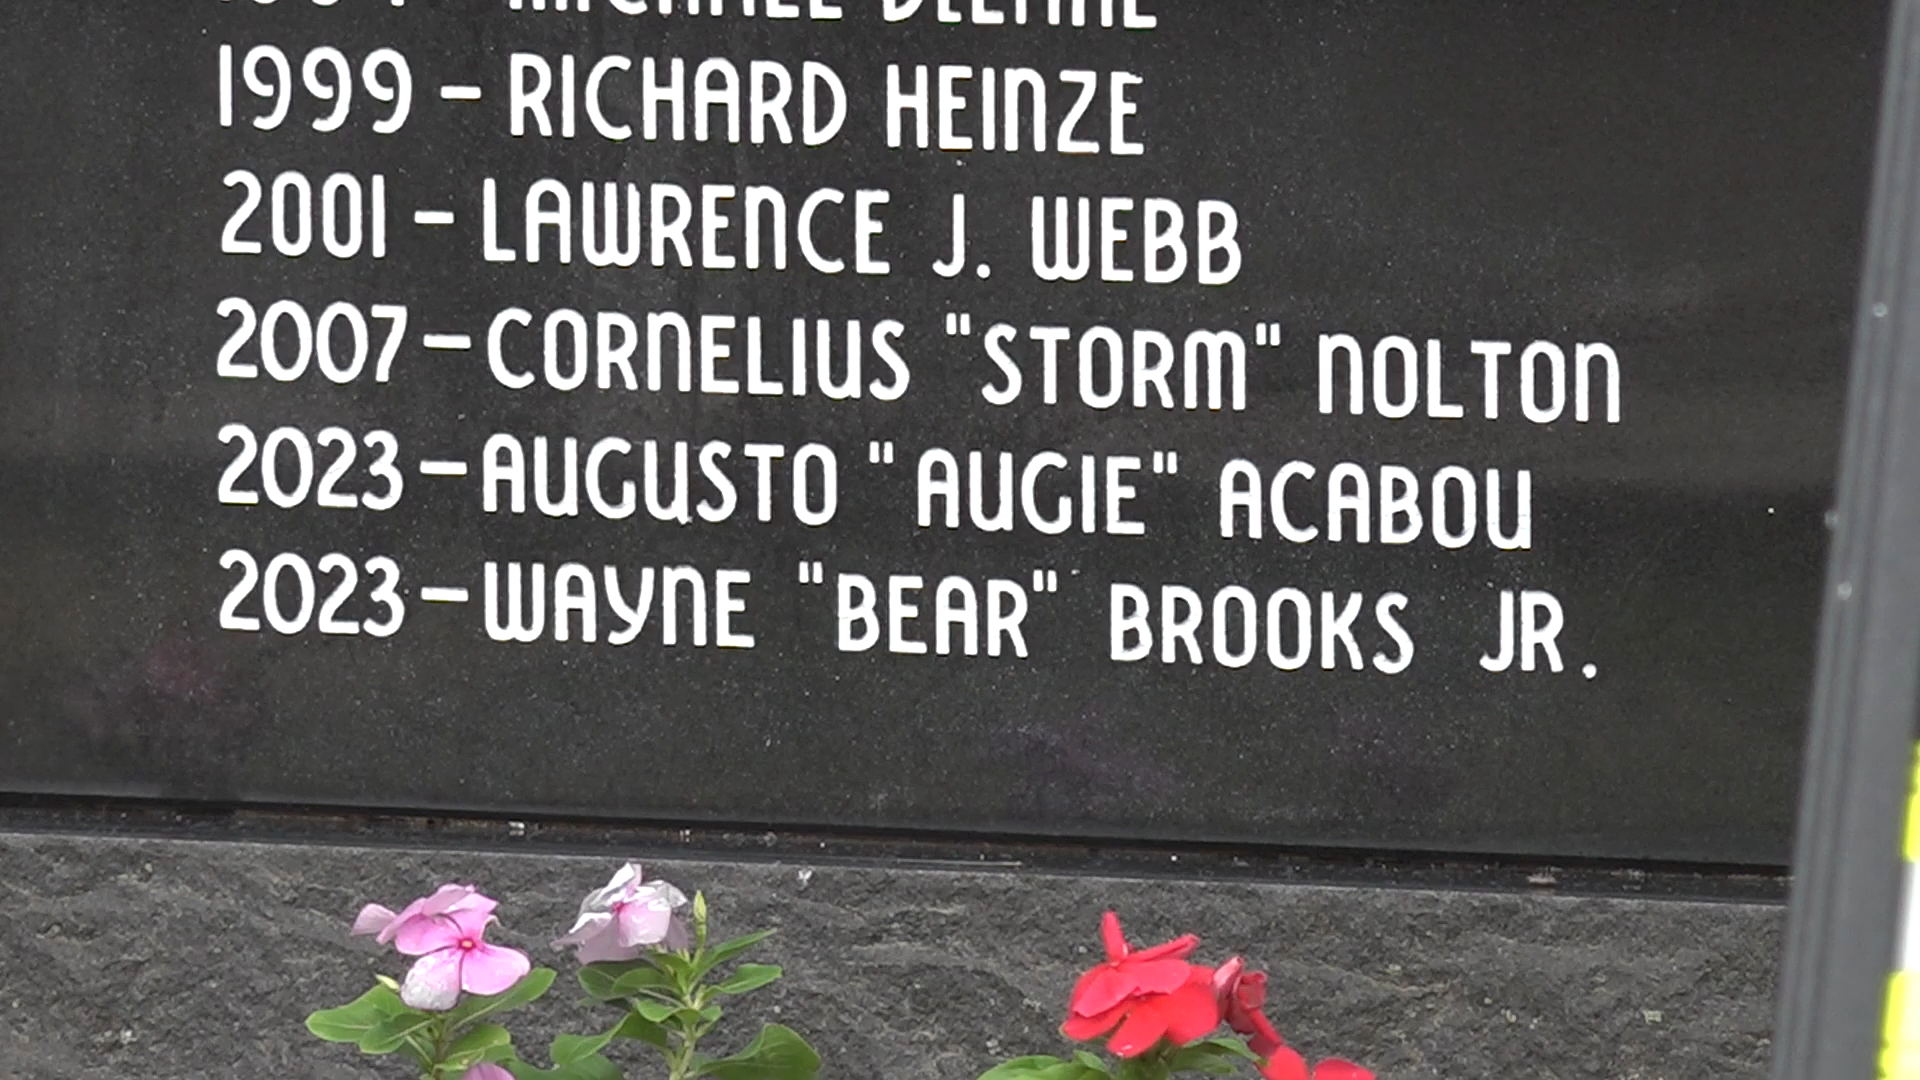 MICHAEL
1999 - RICHARD HEINZE
2001 - LAWRENCE J. WEBB
2007 - CORNELIUS "STORM" NOLTON
2023 - AUGUSTO "AUGIE" ACABOU
2023 - WAYNE "BEAR" BROOKS JR.